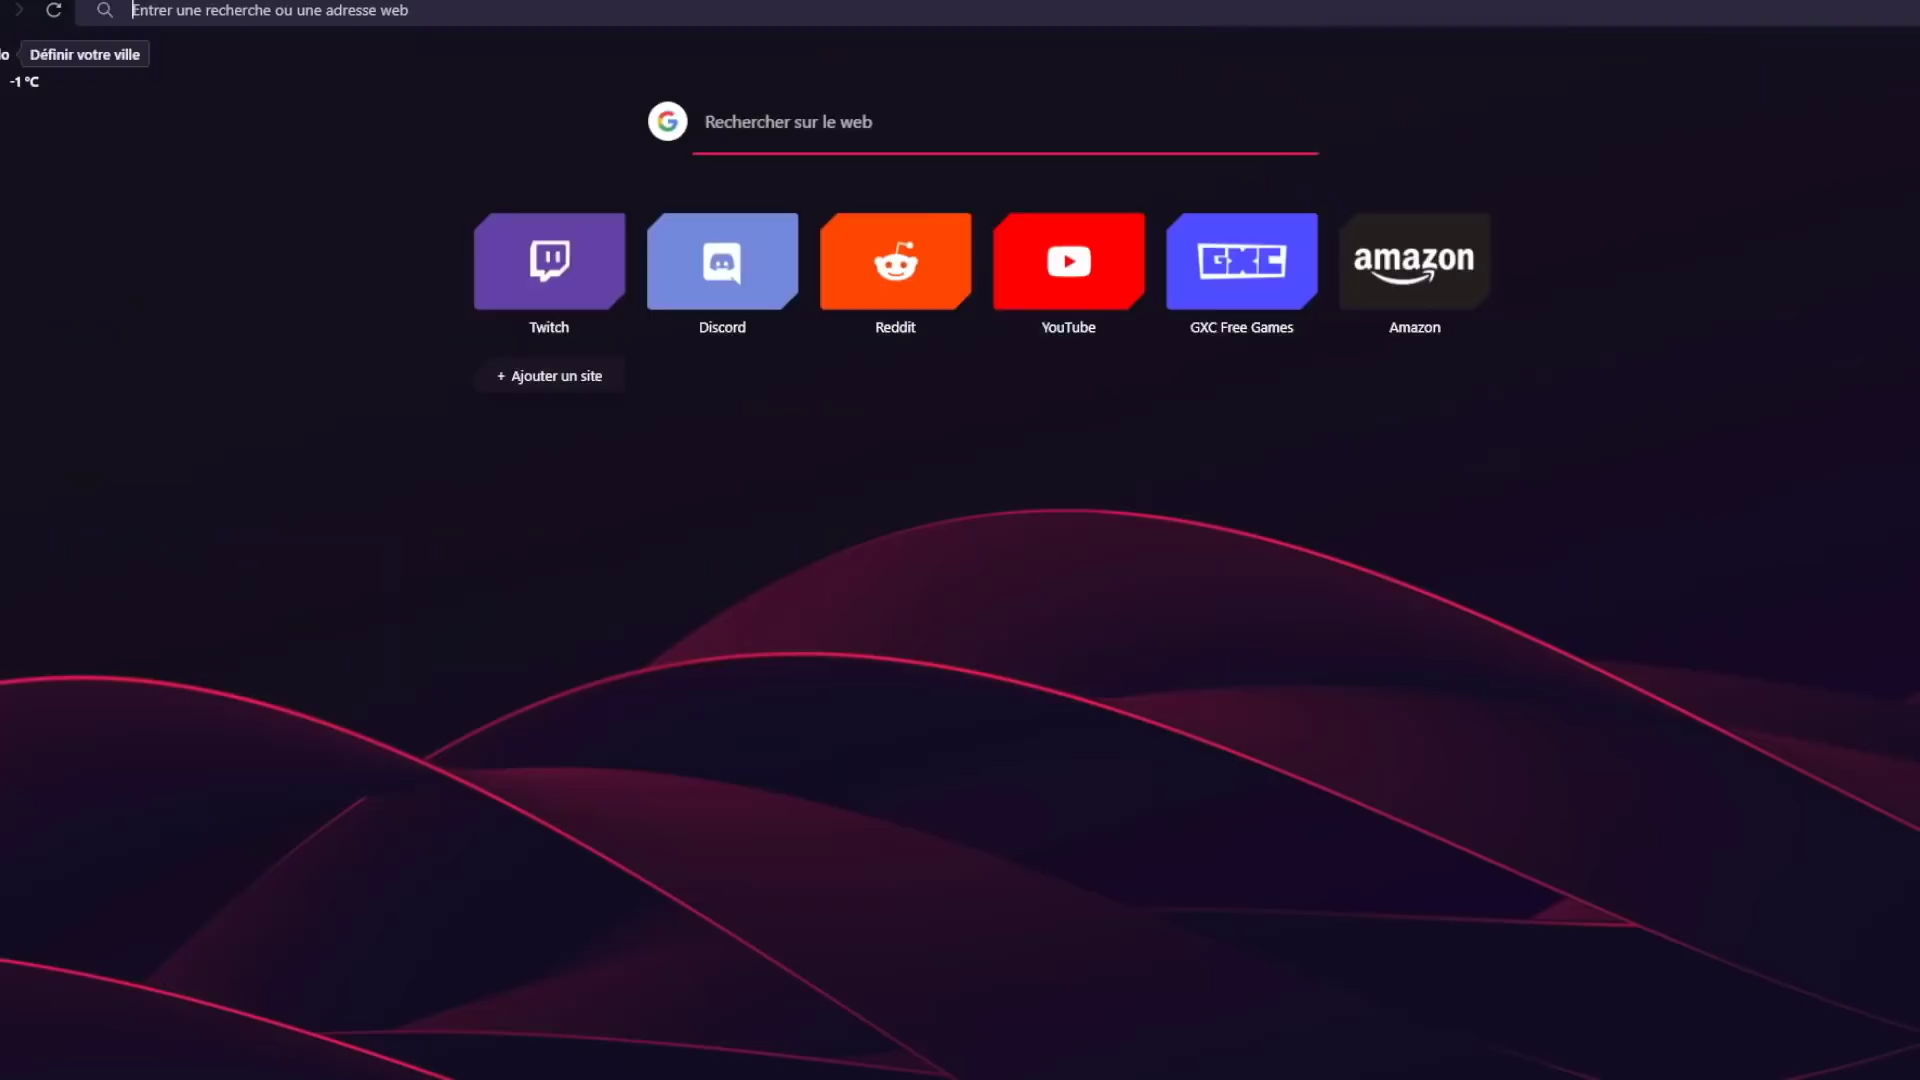 Entrer une recherche ou une adresse web
Définir votre ville
-1 °C
Rechercher sur le web
GXC
amazon
Twitch
Discord
Reddit
YouTube
GXC Free Games
Amazon
+ Ajouter un site